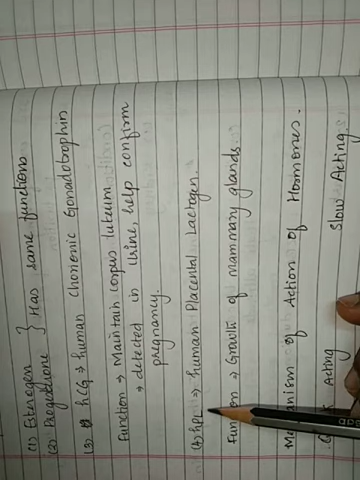 (1) Esterogen } Has same functions
(2) Progestrone
(3) hCG → human Chorionic Gonadotrophin
Function → Maintain corpus luteum
→ detected in Urine, help confirm
pregnancy.
(4) hPL → human Placental Lactogen.
Function → Growth of mammary glands
Mechanism of Action of Hormones.
Acting Slow Acting